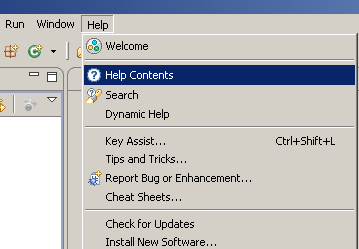 Run Window Help
Welcome
Help Contents
Search
Dynamic Help
Key Assist... Ctrl+Shift+L
Tips and Tricks...
Report Bug or Enhancement...
Cheat Sheets...
Check for Updates
Install New Software...